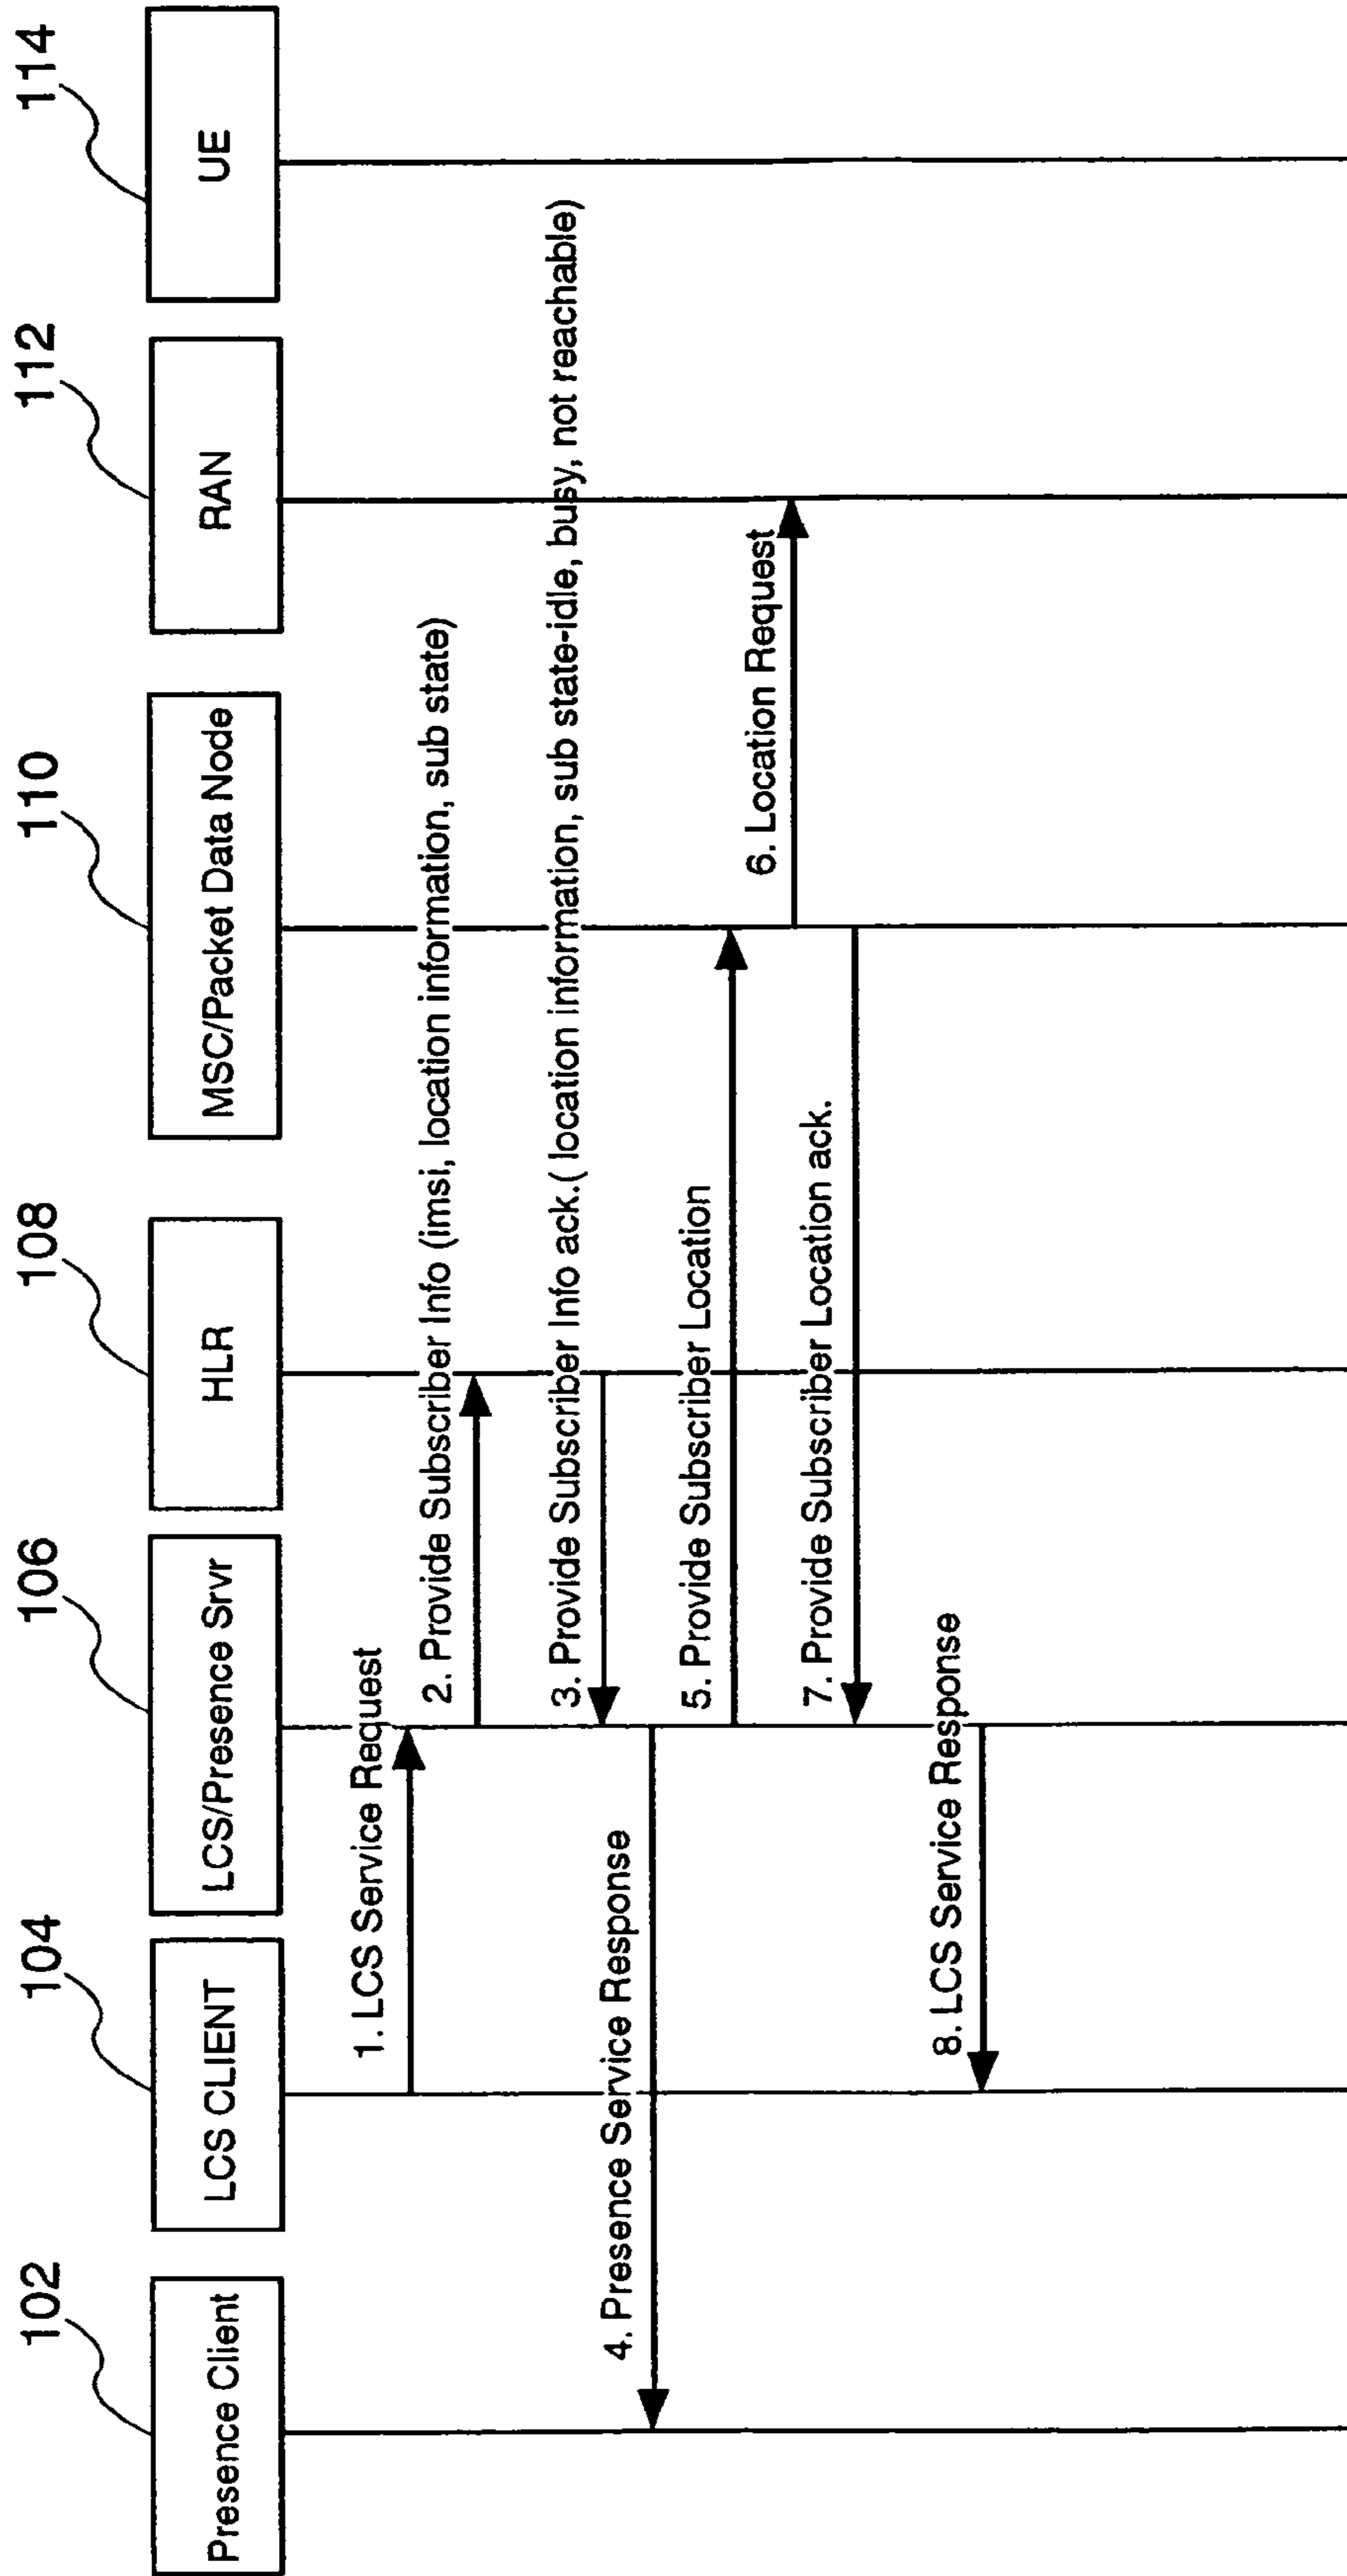 102
104
106
108
110
112
114
Presence Client
LCS CLIENT
LCS/Presence Srvr
HLR
MSC/Packet Data Node
RAN
UE
1. LCS Service Request
2. Provide Subscriber Info (imsi, location information, sub state)
3. Provide Subscriber Info ack.( location information, sub state-idle, busy, not reachable)
4. Presence Service Response
5. Provide Subscriber Location
6. Location Request
7. Provide Subscriber Location ack.
8. LCS Service Response